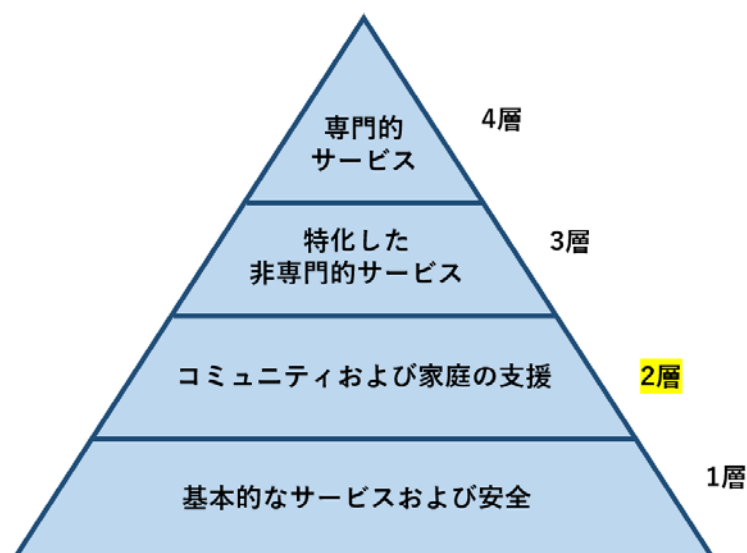 専門的
サービス
4層
特化した
非専門的サービス
3層
コミュニティおよび家庭の支援
2層
基本的なサービスおよび安全
1層